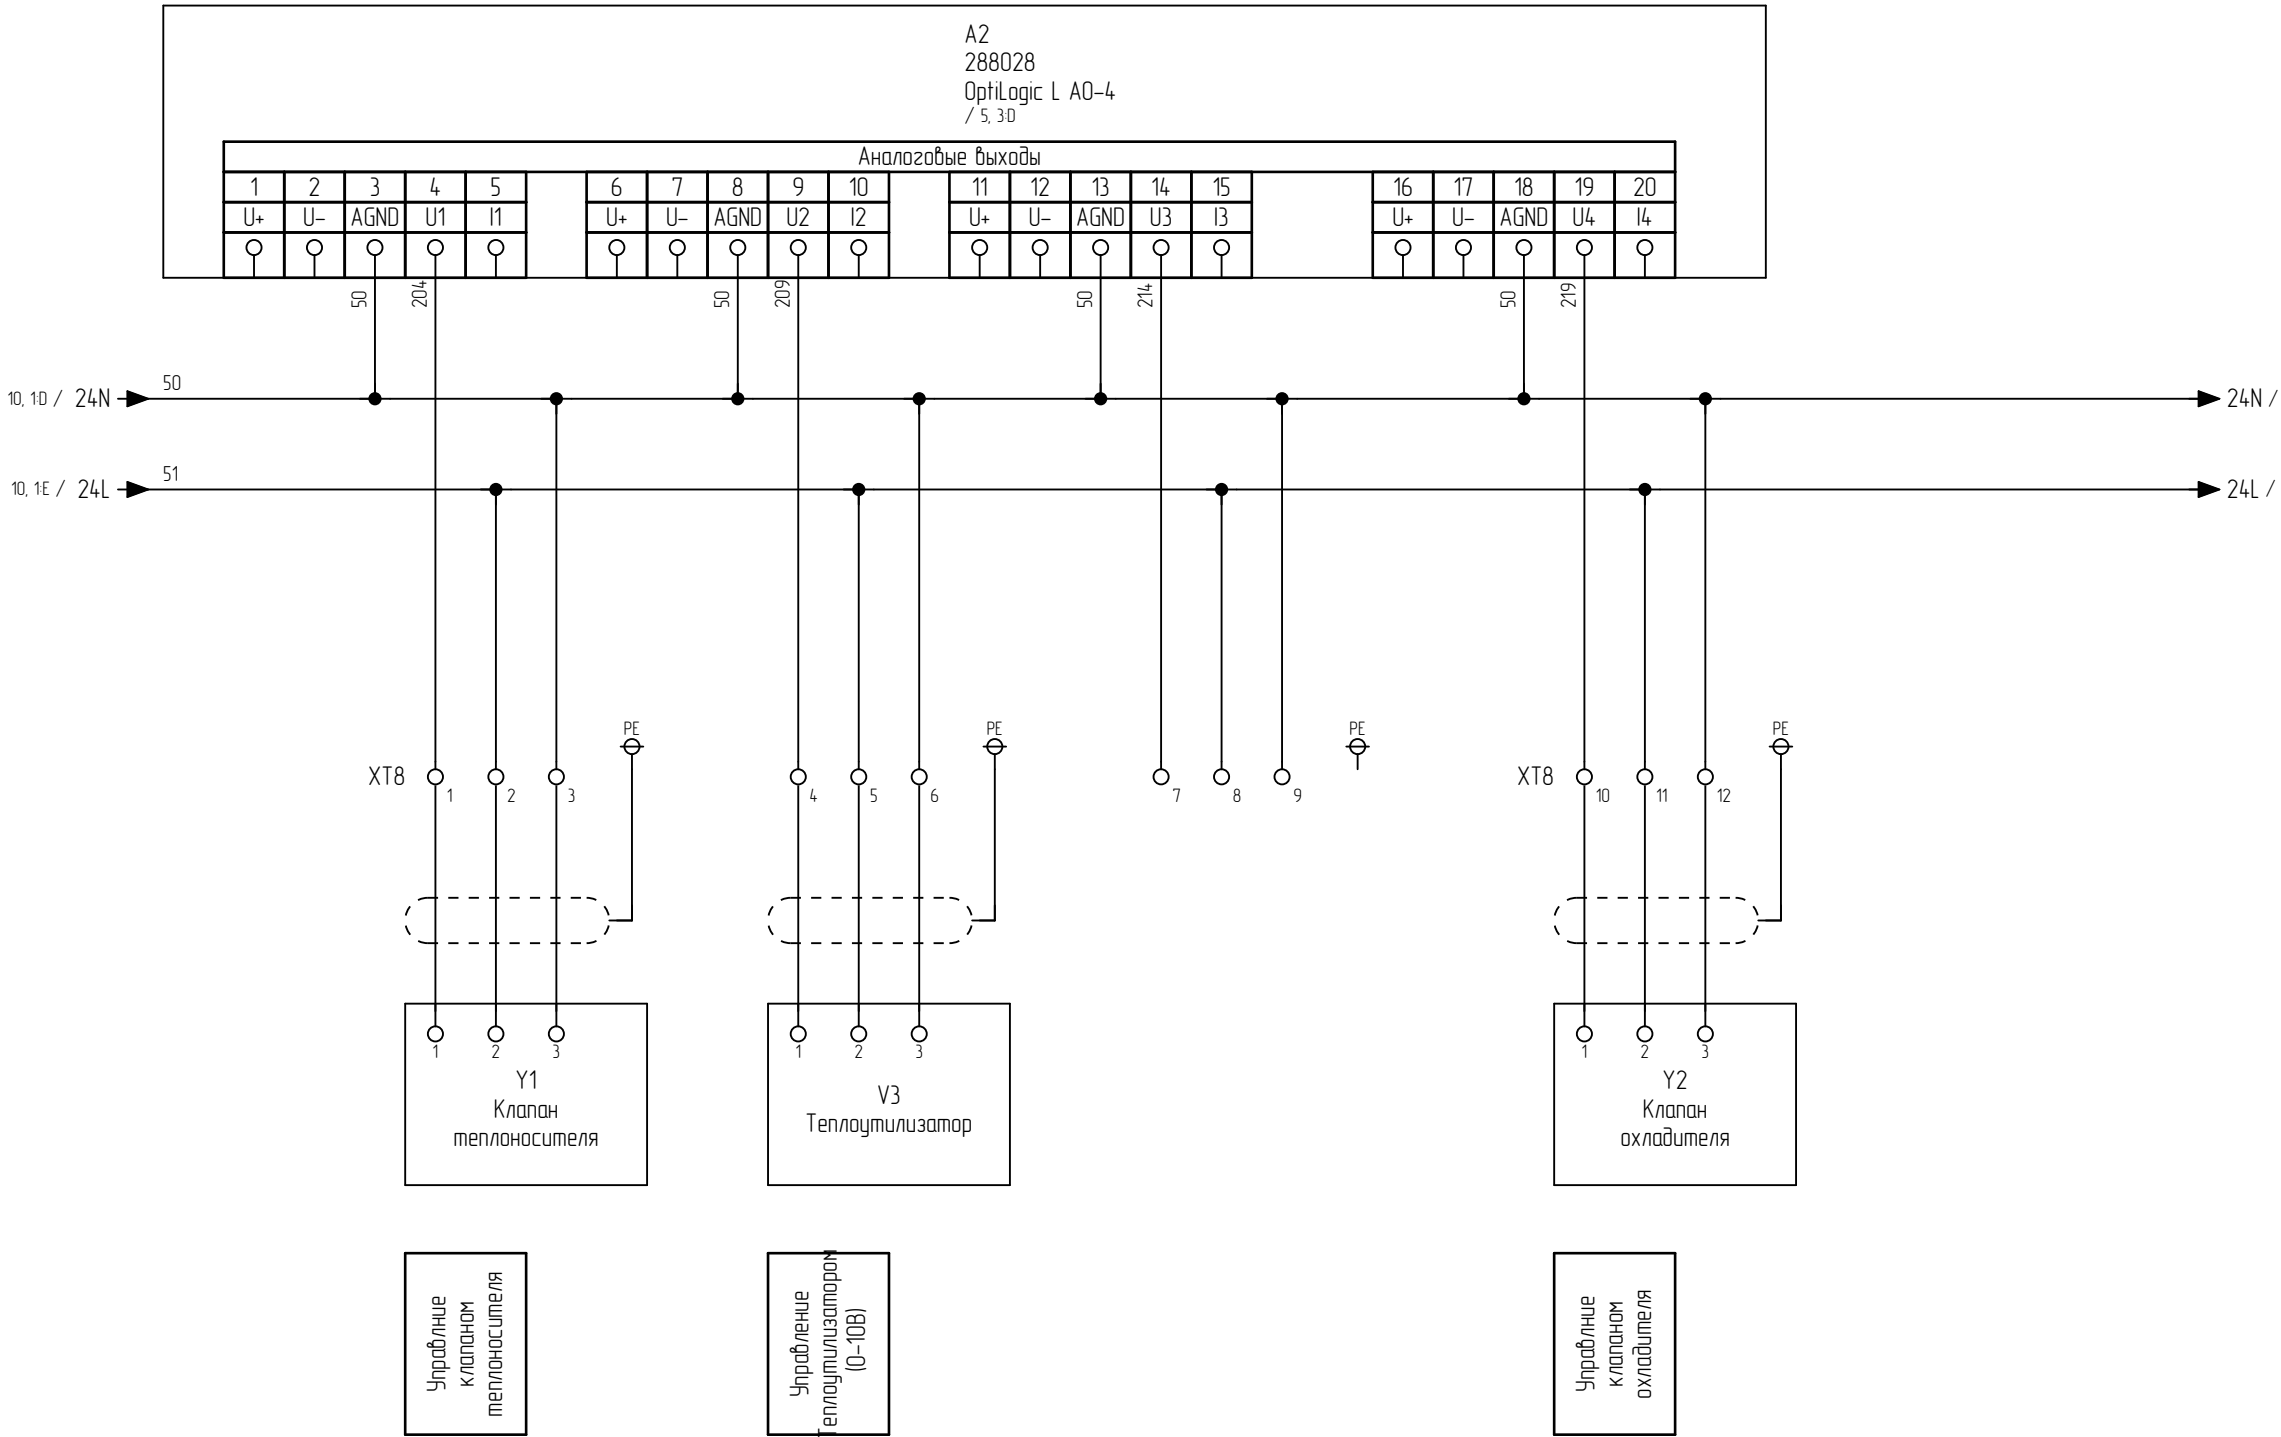 A2
288028
OptiLogic L AO-4
/ 5, 3:D
Аналоговые выходы
1 2 3 4 5 6 7 8 9 10 11 12 13 14 15 16 17 18 19 20
U+ U- AGND U1 I1 U+ U- AGND U2 I2 U+ U- AGND U3 I3 U+ U- AGND U4 I4
50 204 50 209 50 214 50 219
50
10, 1:D / 24N 24N /
51
10, 1:E / 24L 24L /
PE PE PE PE
XT8 XT8
1 2 3 4 5 6 7 8 9 10 11 12
1 2 3 1 2 3 1 2 3
Y1
Клапан
теплоносителя
V3
Теплоутилизатор
Y2
Клапан
охладителя
Управлние
клапаном
теплоносителя
Управление
Теплоутилизатором
(0-10В)
Управлние
клапаном
охладителя